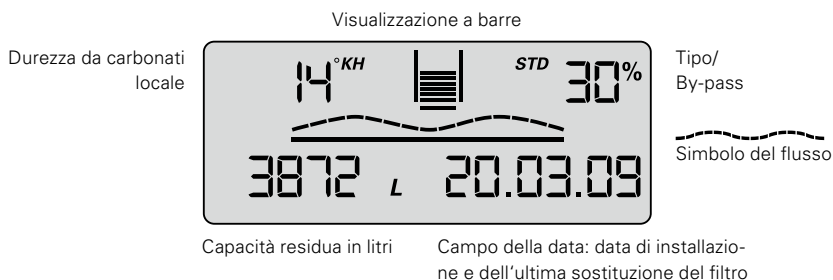 Visualizzazione a barre
Durezza da carbonati
locale
14 °KH
STD 30%
Tipo/
By-pass
Simbolo del flusso
3872 L 20.03.09
Capacità residua in litri
Campo della data: data di installazio-
ne e dell'ultima sostituzione del filtro